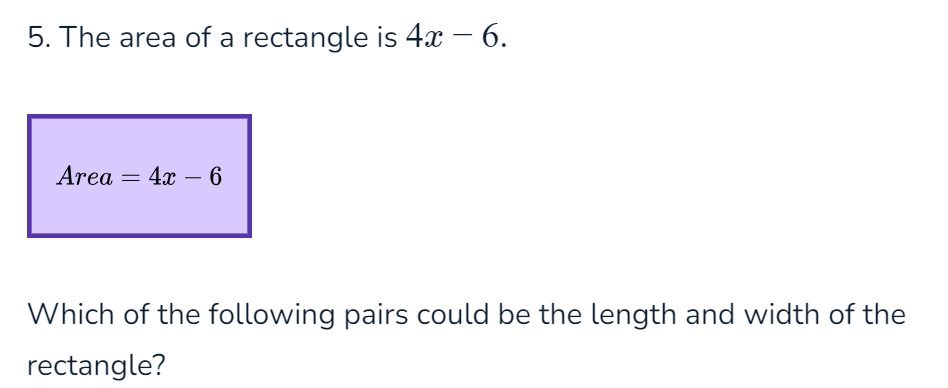 5. The area of a rectangle is 4x − 6.
Area = 4x − 6
Which of the following pairs could be the length and width of the
rectangle?